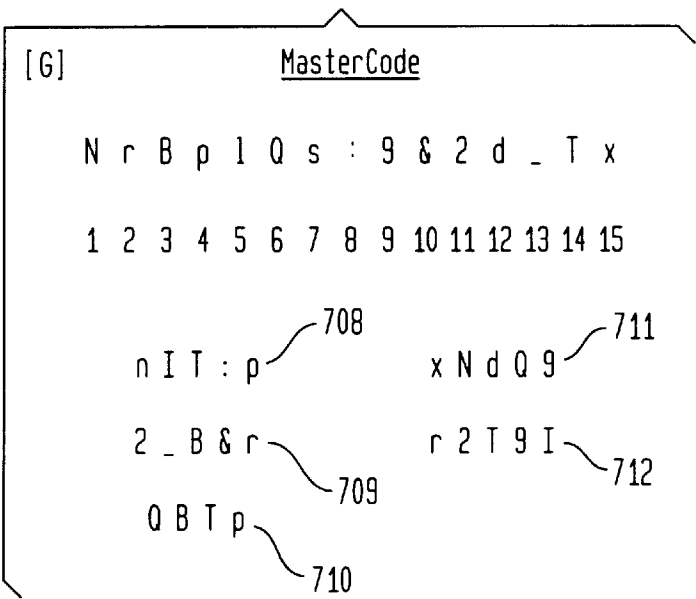 [G] MasterCode
N r B p l Q s : 9 & 2 d _ T x
1 2 3 4 5 6 7 8 9 10 11 12 13 14 15
n I T : p 708
x N d Q 9 711
2 _ B & r 709
r 2 T 9 I 712
Q B T p 710